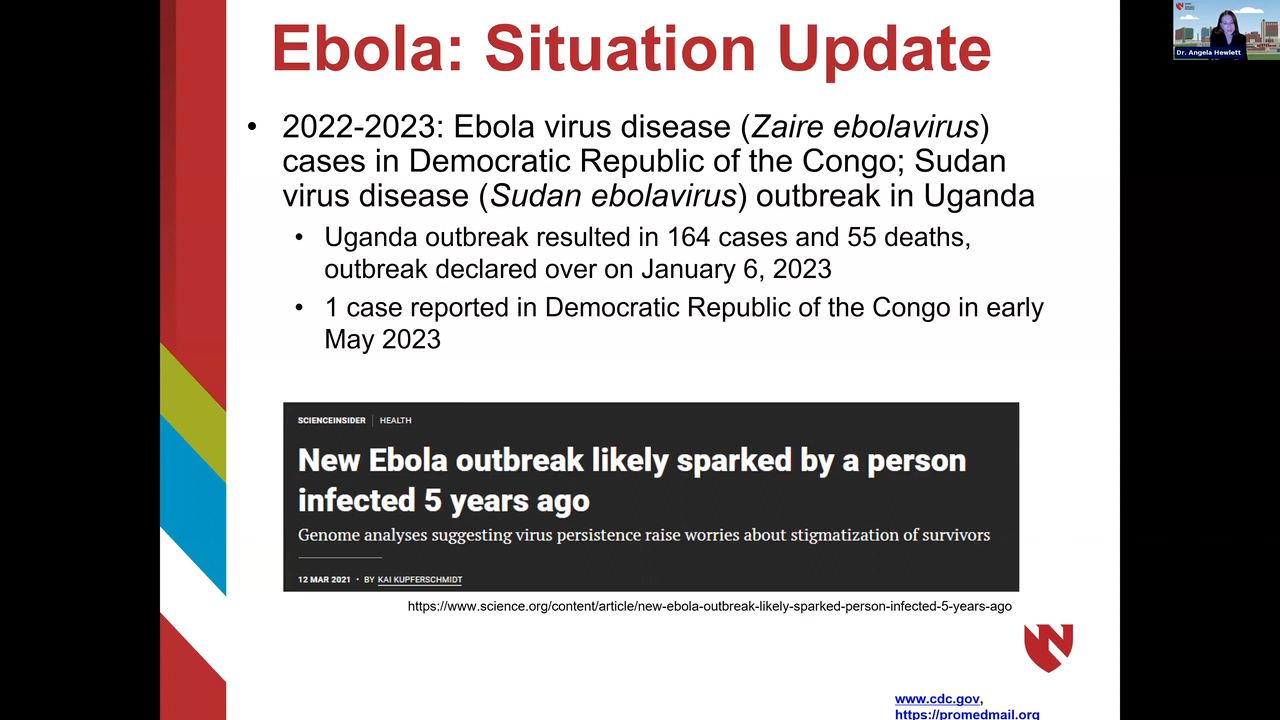 Ebola: Situation Update
• 2022-2023: Ebola virus disease (Zaire ebolavirus)
cases in Democratic Republic of the Congo; Sudan
virus disease (Sudan ebolavirus) outbreak in Uganda
• Uganda outbreak resulted in 164 cases and 55 deaths,
outbreak declared over on January 6, 2023
• 1 case reported in Democratic Republic of the Congo in early
May 2023
SCIENCEINSIDER | HEALTH
New Ebola outbreak likely sparked by a person
infected 5 years ago
Genome analyses suggesting virus persistence raise worries about stigmatization of survivors
12 MAR 2021 • BY KAI KUPFERSCHMIDT
https://www.science.org/content/article/new-ebola-outbreak-likely-sparked-person-infected-5-years-ago
N
www.cdc.gov,
https://promedmail.org
Dr. Angela Hewlett